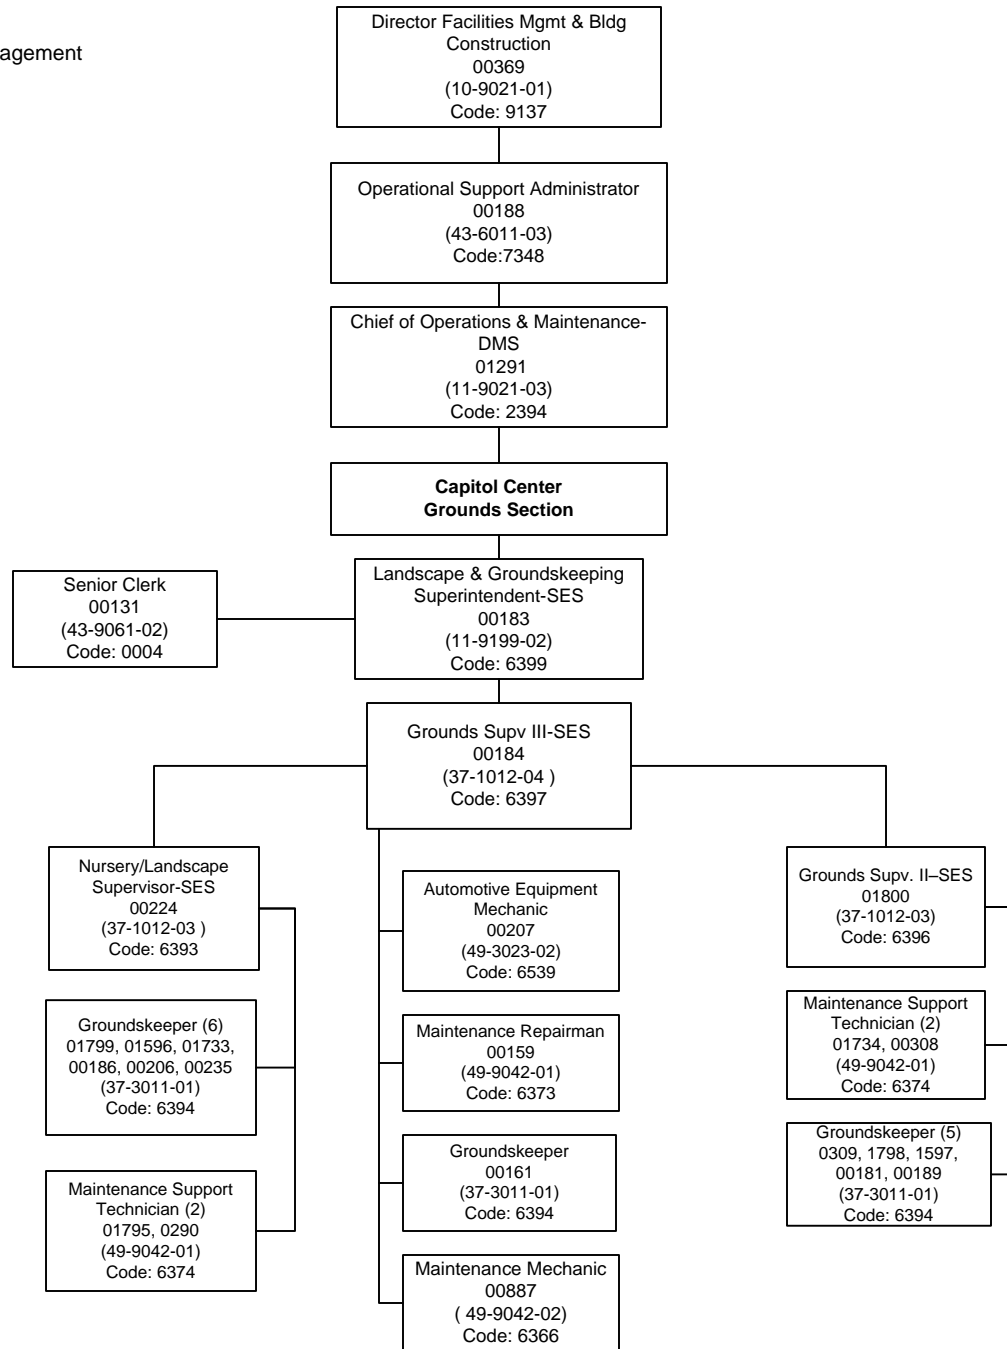 agement
Director Facilities Mgmt & Bldg
Construction
00369
(10-9021-01)
Code: 9137
Operational Support Administrator
00188
(43-6011-03)
Code:7348
Chief of Operations & Maintenance-
DMS
01291
(11-9021-03)
Code: 2394
Capitol Center
Grounds Section
Senior Clerk
00131
(43-9061-02)
Code: 0004
Landscape & Groundskeeping
Superintendent-SES
00183
(11-9199-02)
Code: 6399
Grounds Supv III-SES
00184
(37-1012-04 )
Code: 6397
Nursery/Landscape
Supervisor-SES
00224
(37-1012-03 )
Code: 6393
Groundskeeper (6)
01799, 01596, 01733,
00186, 00206, 00235
(37-3011-01)
Code: 6394
Maintenance Support
Technician (2)
01795, 0290
(49-9042-01)
Code: 6374
Automotive Equipment
Mechanic
00207
(49-3023-02)
Code: 6539
Maintenance Repairman
00159
(49-9042-01)
Code: 6373
Groundskeeper
00161
(37-3011-01)
Code: 6394
Maintenance Mechanic
00887
( 49-9042-02)
Code: 6366
Grounds Supv. II–SES
01800
(37-1012-03)
Code: 6396
Maintenance Support
Technician (2)
01734, 00308
(49-9042-01)
Code: 6374
Groundskeeper (5)
0309, 1798, 1597,
00181, 00189
(37-3011-01)
Code: 6394